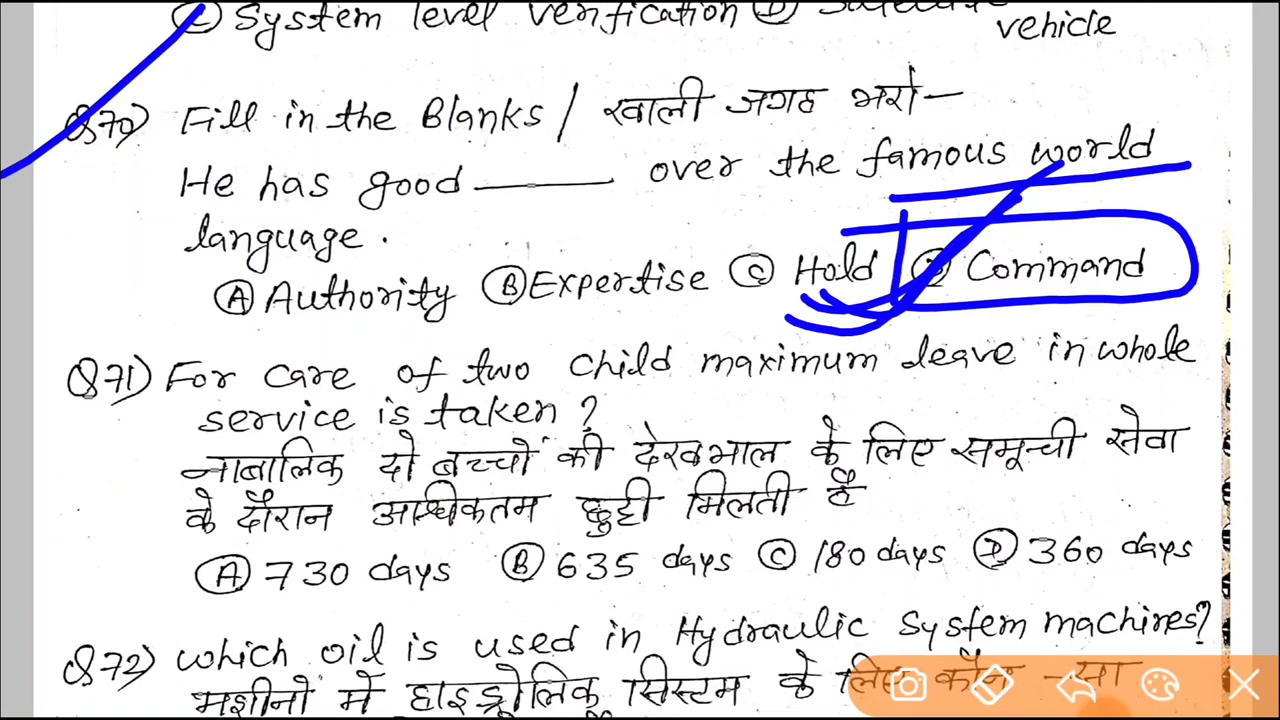 (C) System level verification (D)
vehicle
Q70) Fill in the Blanks / खाली जगह भरो—
He has good ______ over the famous world
language.
(A) Authority (B) Expertise (C) Hold (D) Command
Q71) For care of two child maximum leave in whole
service is taken?
नाबालिक दो बच्चों की देखभाल के लिए समूची सेवा
के दौरान अधिकतम छुट्टी मिलती है
(A) 730 days (B) 635 days (C) 180 days (D) 360 days
Q72) which oil is used in Hydraulic system machines?
मशीनों में हाइड्रोलिक सिस्टम के लिए कौन -सा